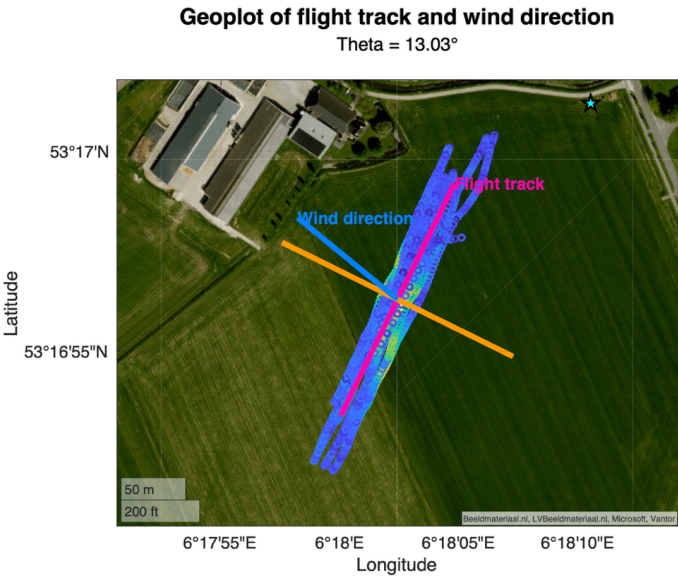 Geoplot of flight track and wind direction
Theta = 13.03°
53°17'N
Flight track
Wind direction
Latitude
53°16'55"N
50 m
200 ft
Beeldmateriaal.nl, LVBeeldmateriaal.nl, Microsoft, Vantor
6°17'55"E
6°18'E
6°18'05"E
6°18'10"E
Longitude